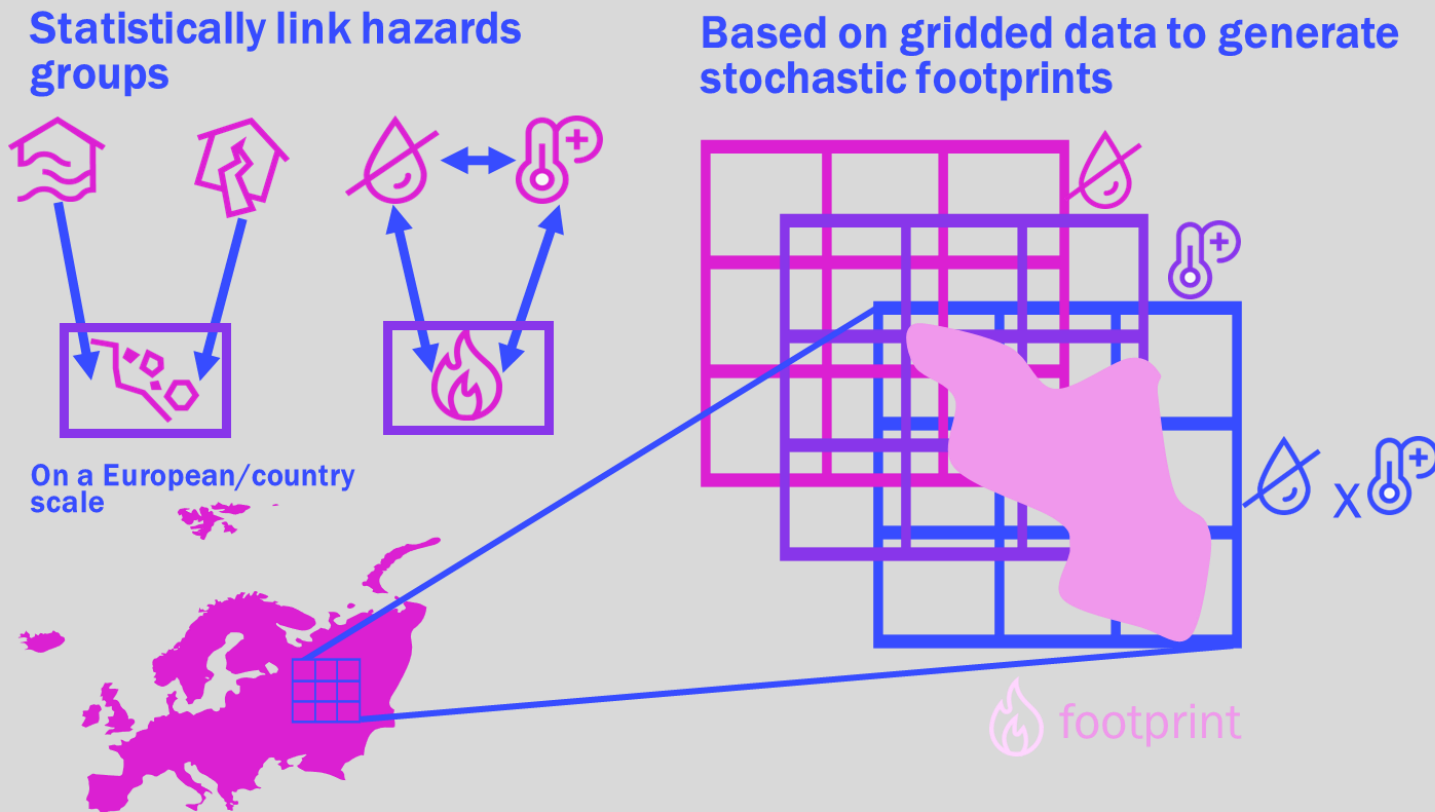 Statistically link hazards
groups
Based on gridded data to generate
stochastic footprints
On a European/country
scale
X
footprint